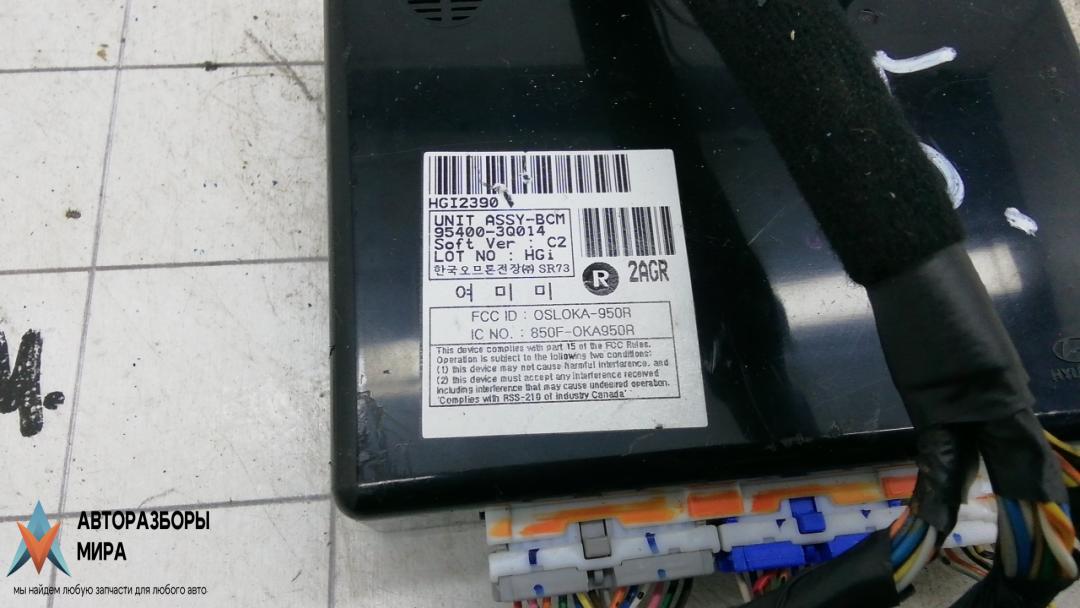 HGI2390
UNIT ASSY-BCM
95400-3Q014
Soft Ver : C2
LOT NO : HGi
한국오므론전장㈜ SR73
R 2AGR
여 미 미
FCC ID : OSLOKA-950R
IC NO. : 850F-OKA950R
This device complies with part 15 of the FCC Rules.
Operation is subject to the following two conditions:
(1) this device may not cause harmful interference, and
(2) this device must accept any interference received
including interference that may cause undesired operation.
"Complies with RSS-210 of Industry Canada"
АВТОРАЗБОРЫ
МИРА
мы найдем любую запчасти для любого авто